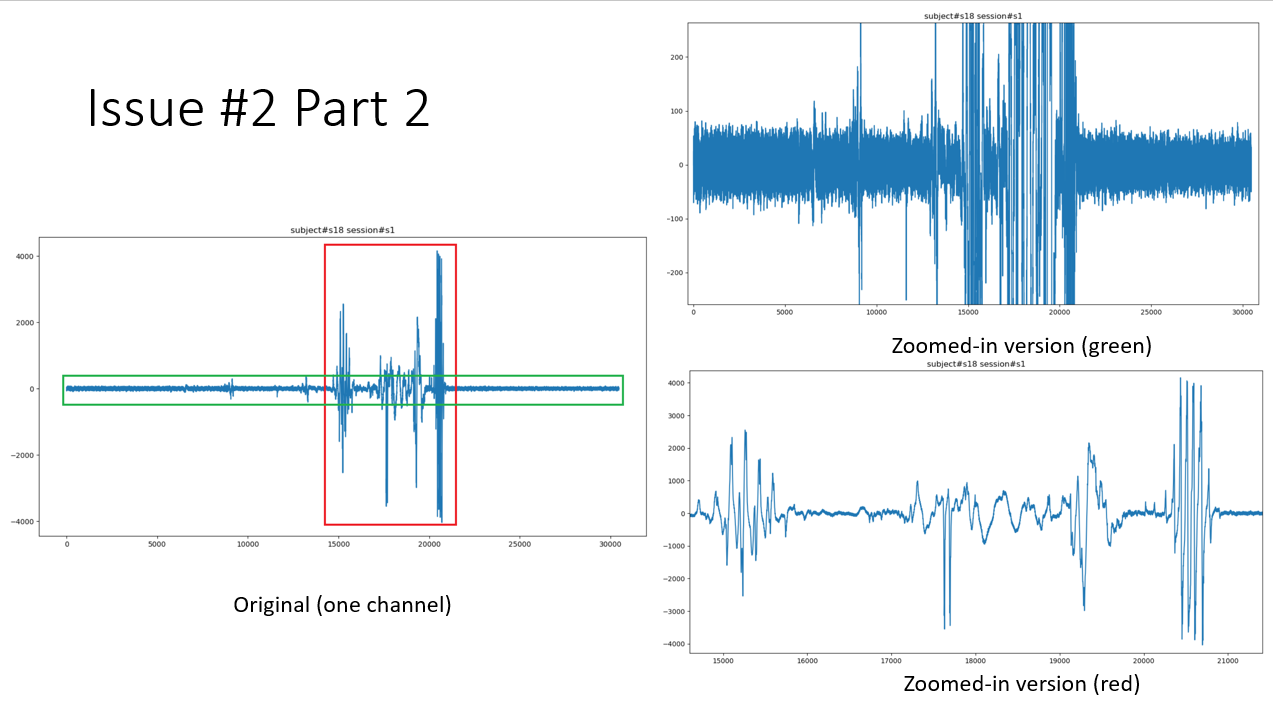 Issue #2 Part 2
subject#s18 session#s1
4000
2000
0
−2000
−4000
0 5000 10000 15000 20000 25000 30000
Original (one channel)
subject#s18 session#s1
200
100
0
−100
−200
0 5000 10000 15000 20000 25000 30000
Zoomed-in version (green)
subject#s18 session#s1
4000
3000
2000
1000
0
−1000
−2000
−3000
−4000
15000 16000 17000 18000 19000 20000 21000
Zoomed-in version (red)